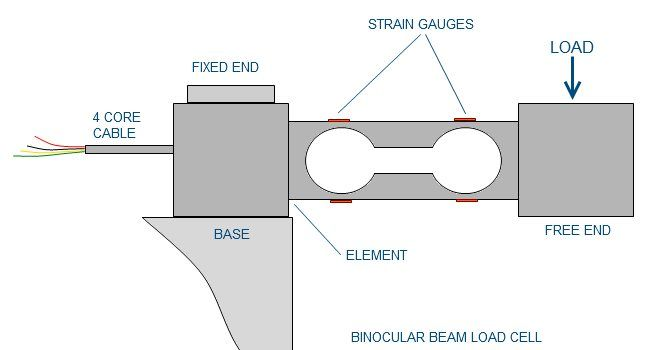 STRAIN GAUGES
LOAD
FIXED END
4 CORE
CABLE
BASE
FREE END
ELEMENT
BINOCULAR BEAM LOAD CELL